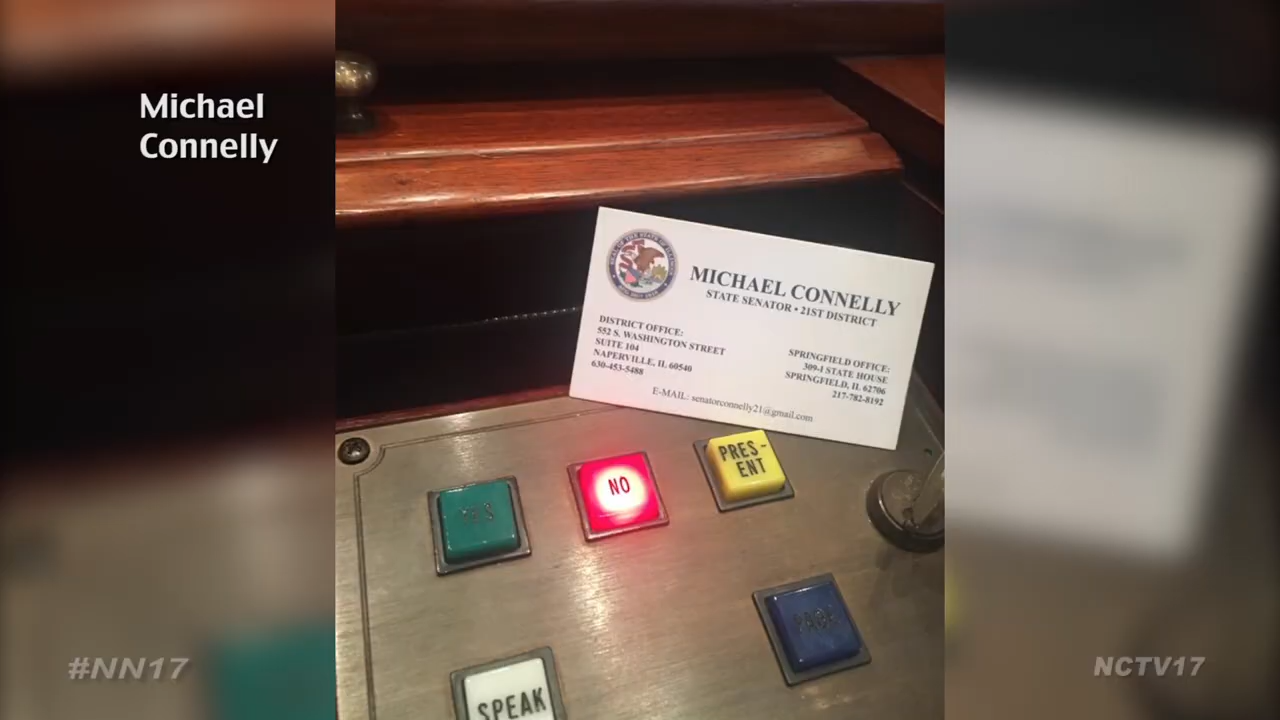 Michael
Connelly
MICHAEL CONNELLY
STATE SENATOR • 21ST DISTRICT
DISTRICT OFFICE:
552 S. WASHINGTON STREET
SUITE 104
NAPERVILLE, IL 60540
630-453-5488
SPRINGFIELD OFFICE:
309-I STATE HOUSE
SPRINGFIELD, IL 62706
217-782-8192
E-MAIL: senatorconnelly21@gmail.com
YES
NO
PRES-
ENT
SPEAK
#NN17
NCTV17